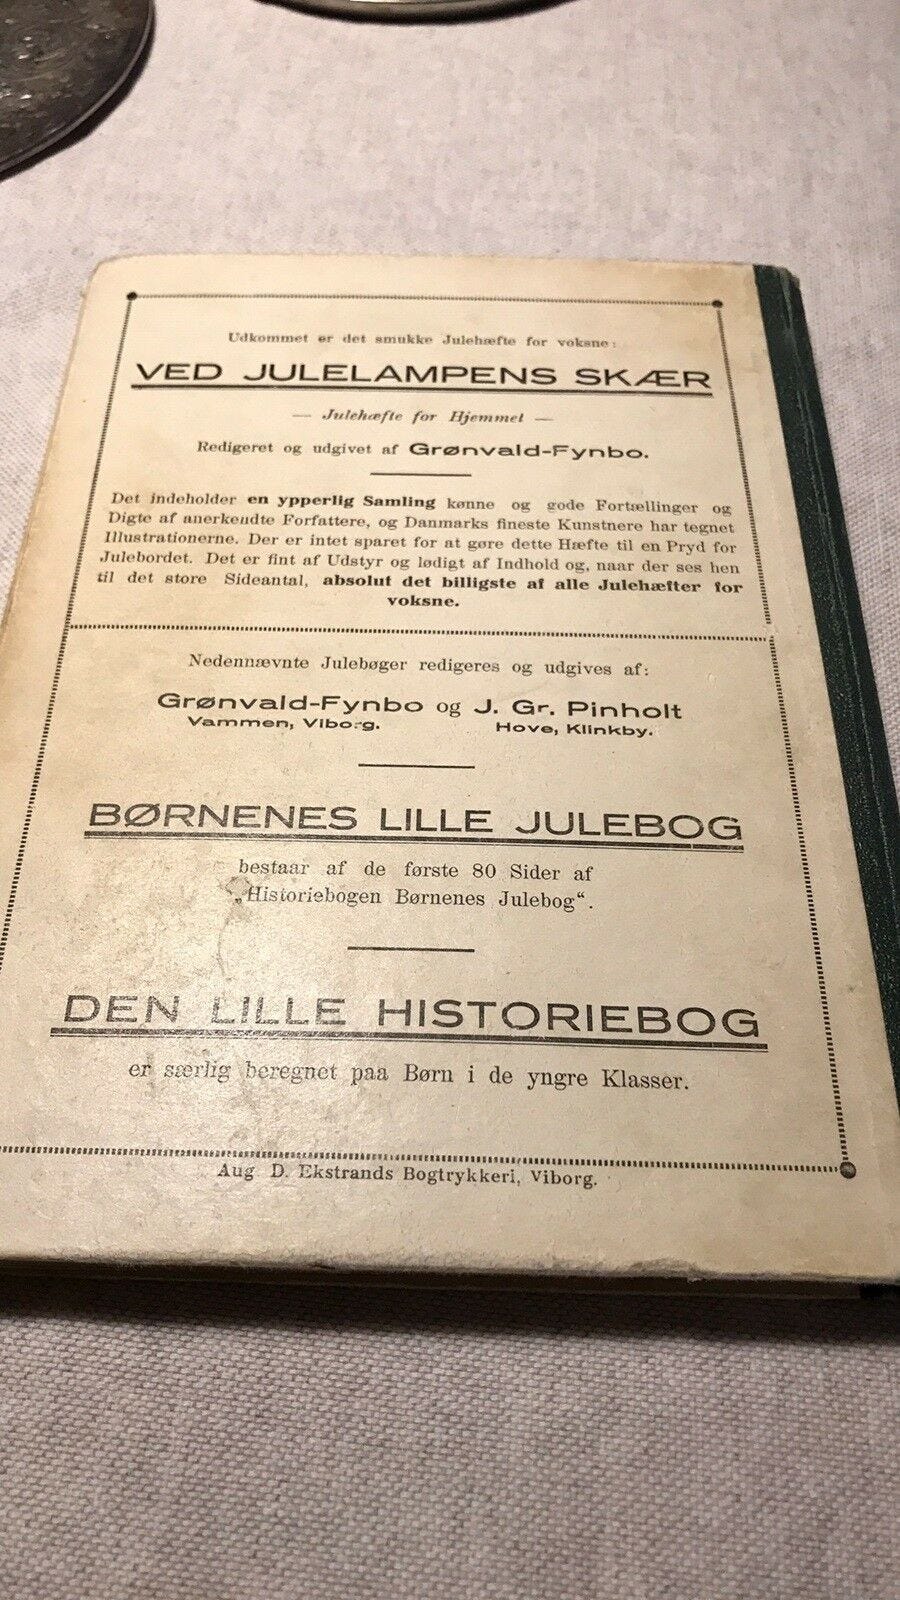 Udkommet er det smukke Julehæfte for voksne:
VED JULELAMPENS SKÆR
— Julehæfte for Hjemmet —
Redigeret og udgivet af Grønvald-Fynbo.
Det indeholder en ypperlig Samling kønne og gode Fortællinger og
Digte af anerkendte Forfattere, og Danmarks fineste Kunstnere har tegnet
Illustrationerne. Der er intet sparet for at gøre dette Hæfte til en Pryd for
Julebordet. Det er fint af Udstyr og lødigt af Indhold og, naar der ses hen
til det store Sideantal, absolut det billigste af alle Julehæfter for
voksne.
Nedennævnte Julebøger redigeres og udgives af:
Grønvald-Fynbo og J. Gr. Pinholt
Vammen, Viborg. Hove, Klinkby.
BØRNENES LILLE JULEBOG
bestaar af de første 80 Sider af
„Historiebogen Børnenes Julebog“.
DEN LILLE HISTORIEBOG
er særlig beregnet paa Børn i de yngre Klasser.
Aug D. Ekstrands Bogtrykkeri, Viborg.